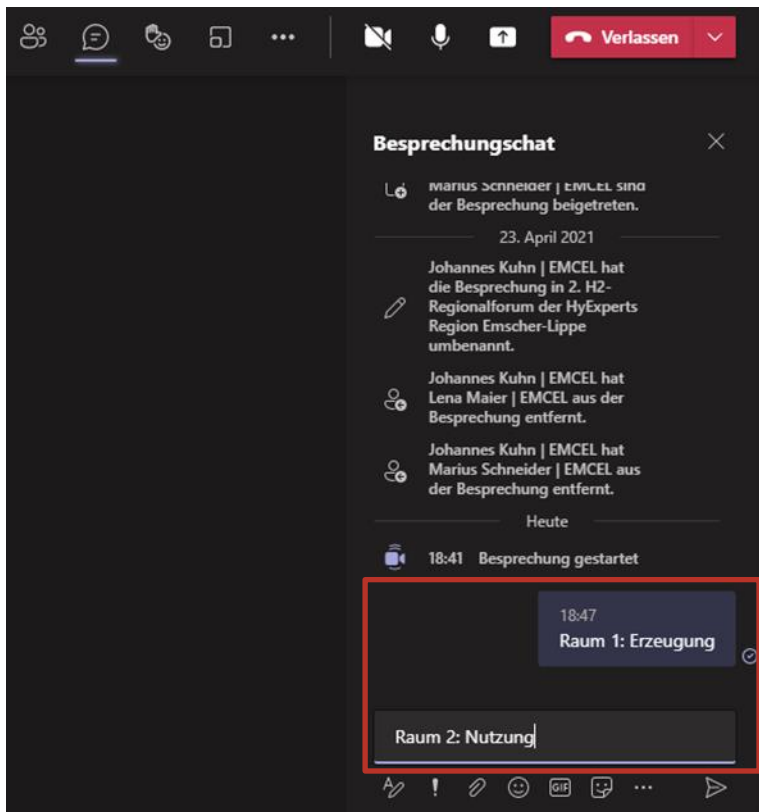 Verlassen
Besprechungschat
Marius Schneider | EMCEL sind
der Besprechung beigetreten.
23. April 2021
Johannes Kuhn | EMCEL hat
die Besprechung in 2. H2-
Regionalforum der HyExperts
Region Emscher-Lippe
umbenannt.
Johannes Kuhn | EMCEL hat
Lena Maier | EMCEL aus der
Besprechung entfernt.
Johannes Kuhn | EMCEL hat
Marius Schneider | EMCEL aus
der Besprechung entfernt.
Heute
18:41 Besprechung gestartet
18:47
Raum 1: Erzeugung
Raum 2: Nutzung
GIF